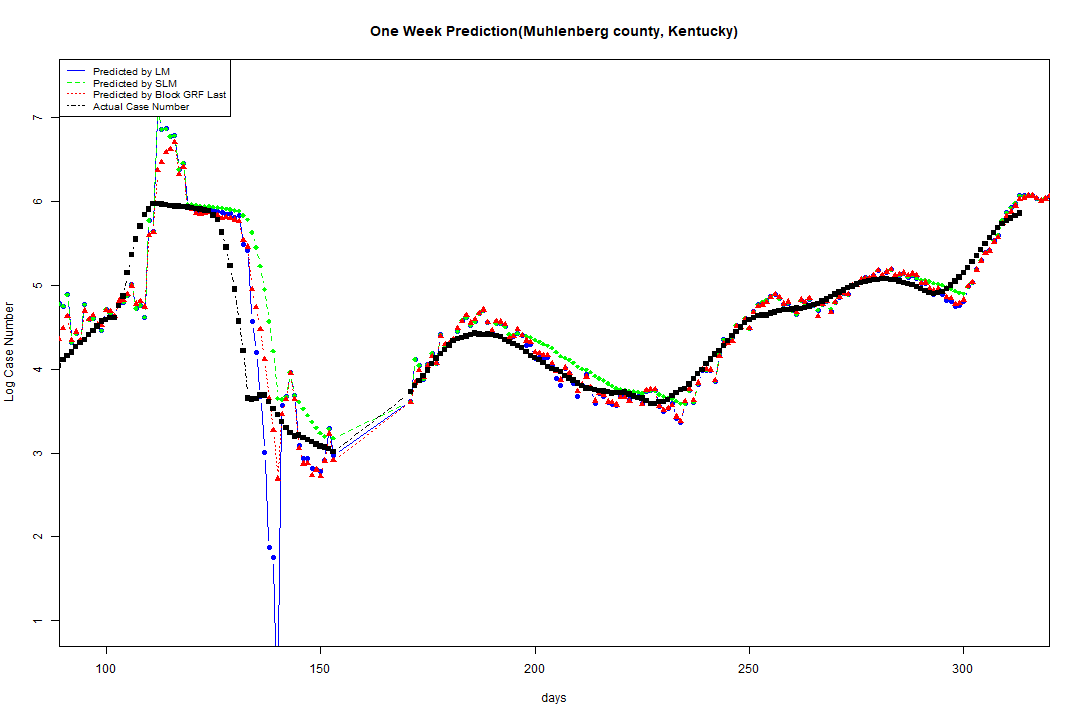 One Week Prediction(Muhlenberg county, Kentucky)
Predicted by LM
Predicted by SLM
Predicted by Block GRF Last
Actual Case Number
7
6
5
4
3
2
1
Log Case Number
100 150 200 250 300
days